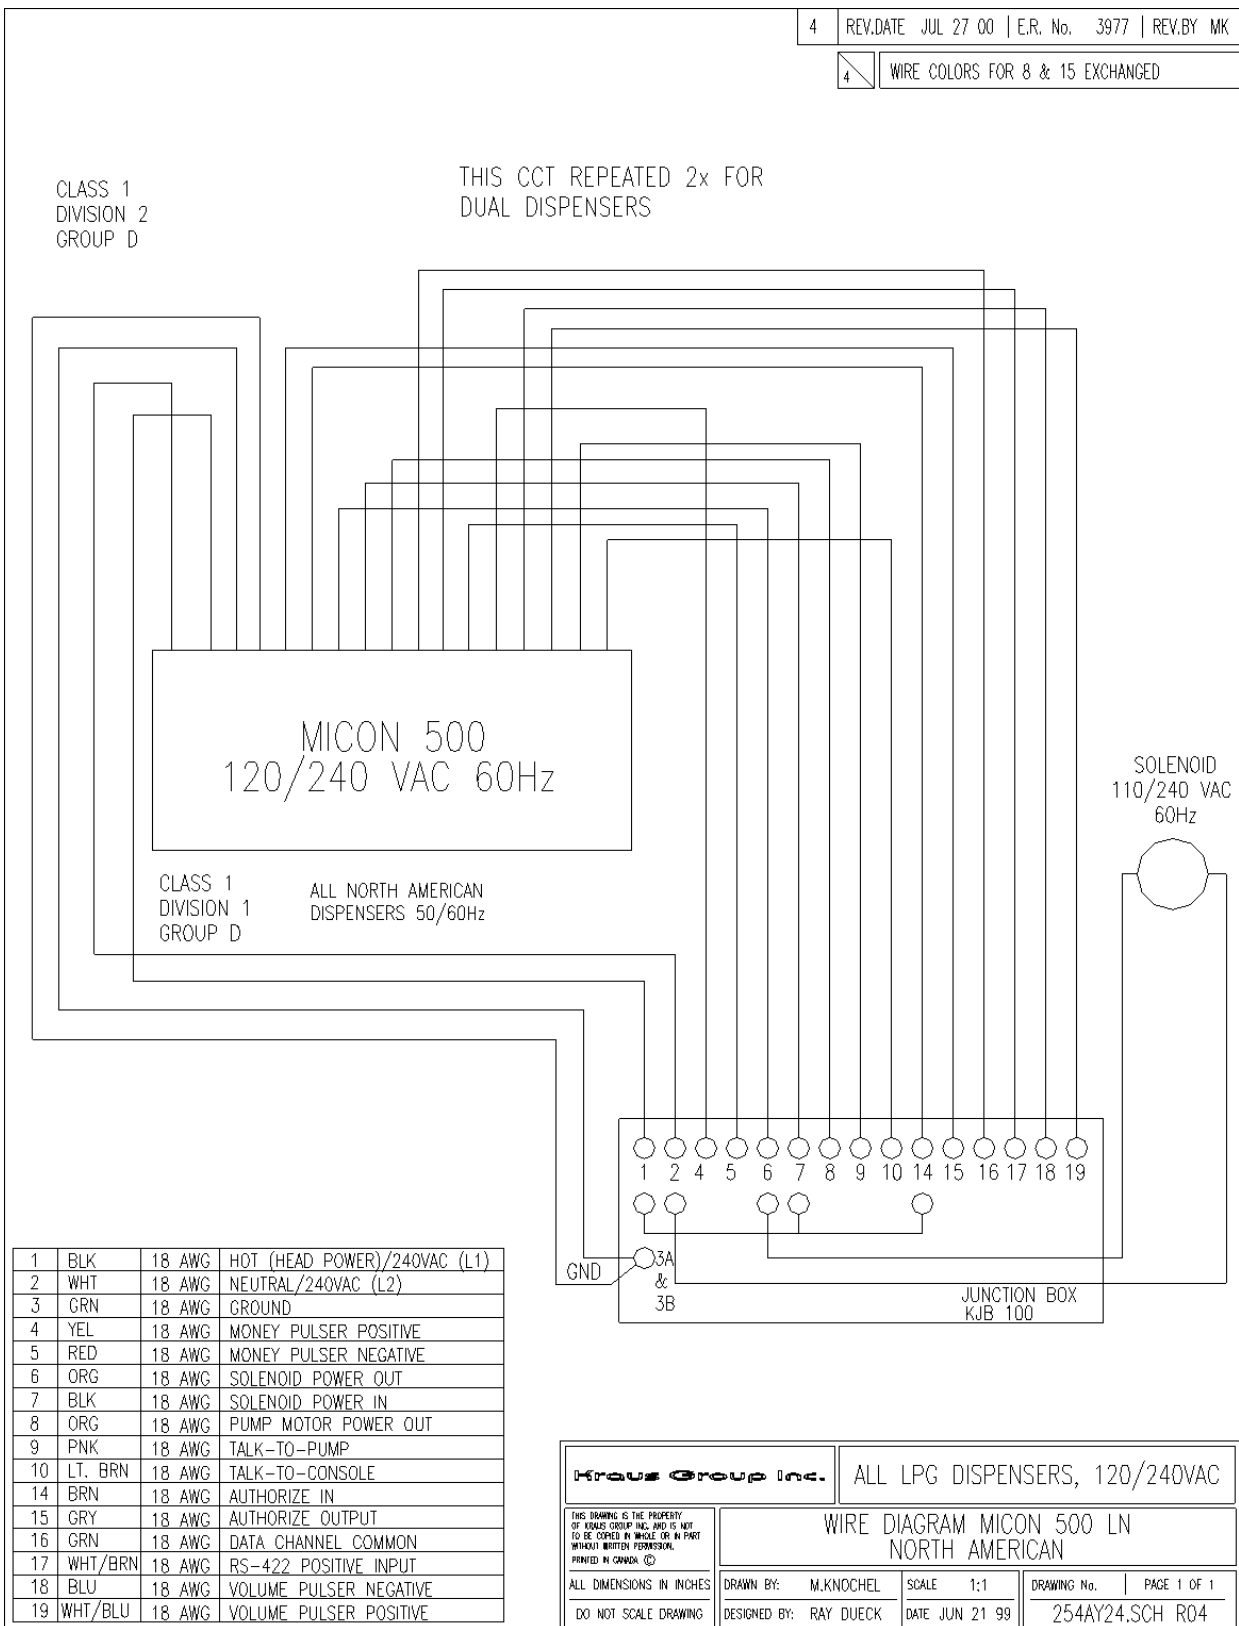 4 REV.DATE JUL 27 00 E.R. No. 3977 REV.BY MK
4 WIRE COLORS FOR 8 & 15 EXCHANGED
CLASS 1
DIVISION 2
GROUP D
THIS CCT REPEATED 2x FOR
DUAL DISPENSERS
MICON 500
120/240 VAC 60Hz
SOLENOID
110/240 VAC
60Hz
CLASS 1
DIVISION 1
GROUP D
ALL NORTH AMERICAN
DISPENSERS 50/60Hz
1 2 4 5 6 7 8 9 10 14 15 16 17 18 19
GND
3A
&
3B
JUNCTION BOX
KJB 100
1 BLK 18 AWG HOT (HEAD POWER)/240VAC (L1)
2 WHT 18 AWG NEUTRAL/240VAC (L2)
3 GRN 18 AWG GROUND
4 YEL 18 AWG MONEY PULSER POSITIVE
5 RED 18 AWG MONEY PULSER NEGATIVE
6 ORG 18 AWG SOLENOID POWER OUT
7 BLK 18 AWG SOLENOID POWER IN
8 ORG 18 AWG PUMP MOTOR POWER OUT
9 PNK 18 AWG TALK-TO-PUMP
10 LT. BRN 18 AWG TALK-TO-CONSOLE
14 BRN 18 AWG AUTHORIZE IN
15 GRY 18 AWG AUTHORIZE OUTPUT
16 GRN 18 AWG DATA CHANNEL COMMON
17 WHT/BRN 18 AWG RS-422 POSITIVE INPUT
18 BLU 18 AWG VOLUME PULSER NEGATIVE
19 WHT/BLU 18 AWG VOLUME PULSER POSITIVE
Kraus Group Inc.
ALL LPG DISPENSERS, 120/240VAC
THIS DRAWING IS THE PROPERTY
OF KRAUS GROUP INC. AND IS NOT
TO BE COPIED IN WHOLE OR IN PART
WITHOUT WRITTEN PERMISSION.
PRINTED IN CANADA ©
WIRE DIAGRAM MICON 500 LN
NORTH AMERICAN
ALL DIMENSIONS IN INCHES
DO NOT SCALE DRAWING
DRAWN BY: M.KNOCHEL
DESIGNED BY: RAY DUECK
SCALE 1:1
DATE JUN 21 99
DRAWING No. PAGE 1 OF 1
254AY24.SCH R04